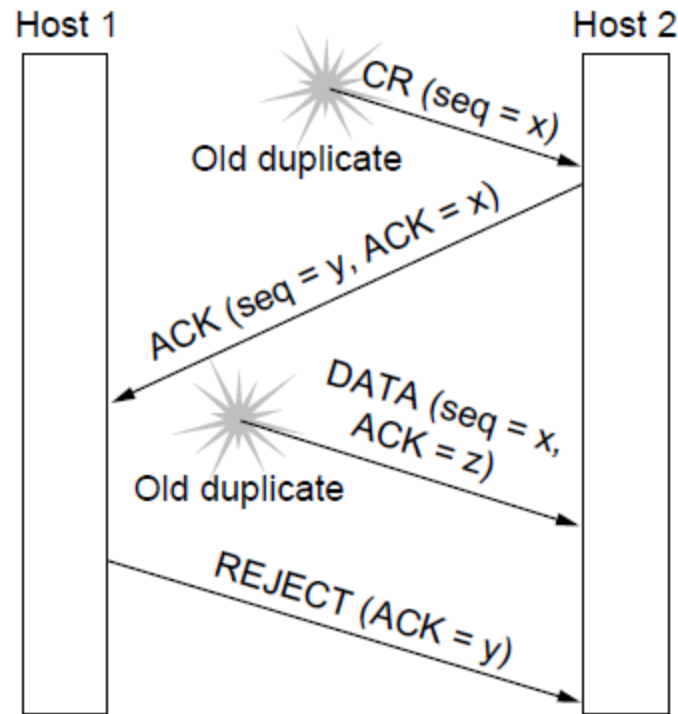 Host 1
Host 2
CR (seq = x)
Old duplicate
ACK (seq = y, ACK = x)
DATA (seq = x,
ACK = z)
Old duplicate
REJECT (ACK = y)